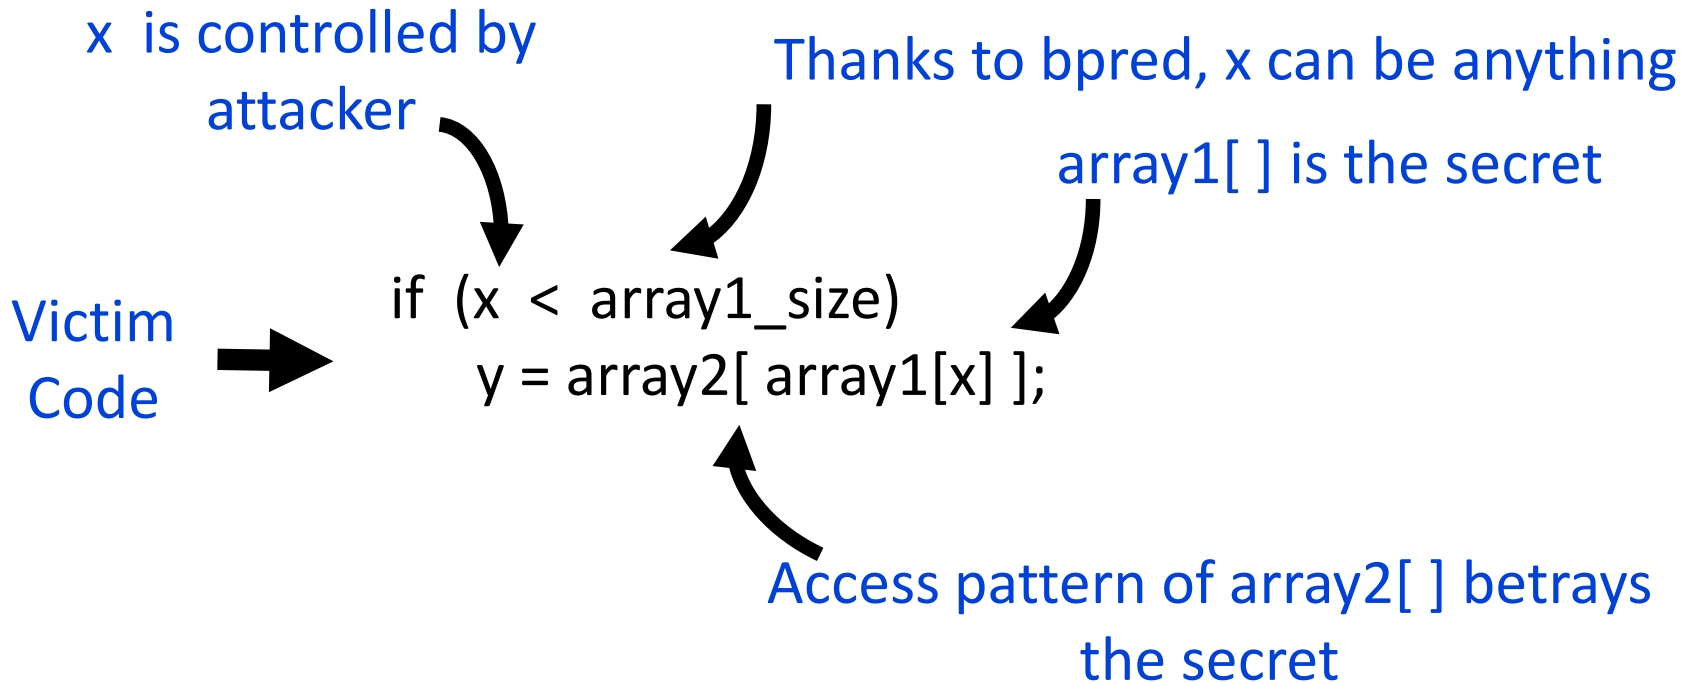 x is controlled by
attacker
Thanks to bpred, x can be anything
array1[ ] is the secret
Victim
Code
if (x < array1_size)
y = array2[ array1[x] ];
Access pattern of array2[ ] betrays
the secret